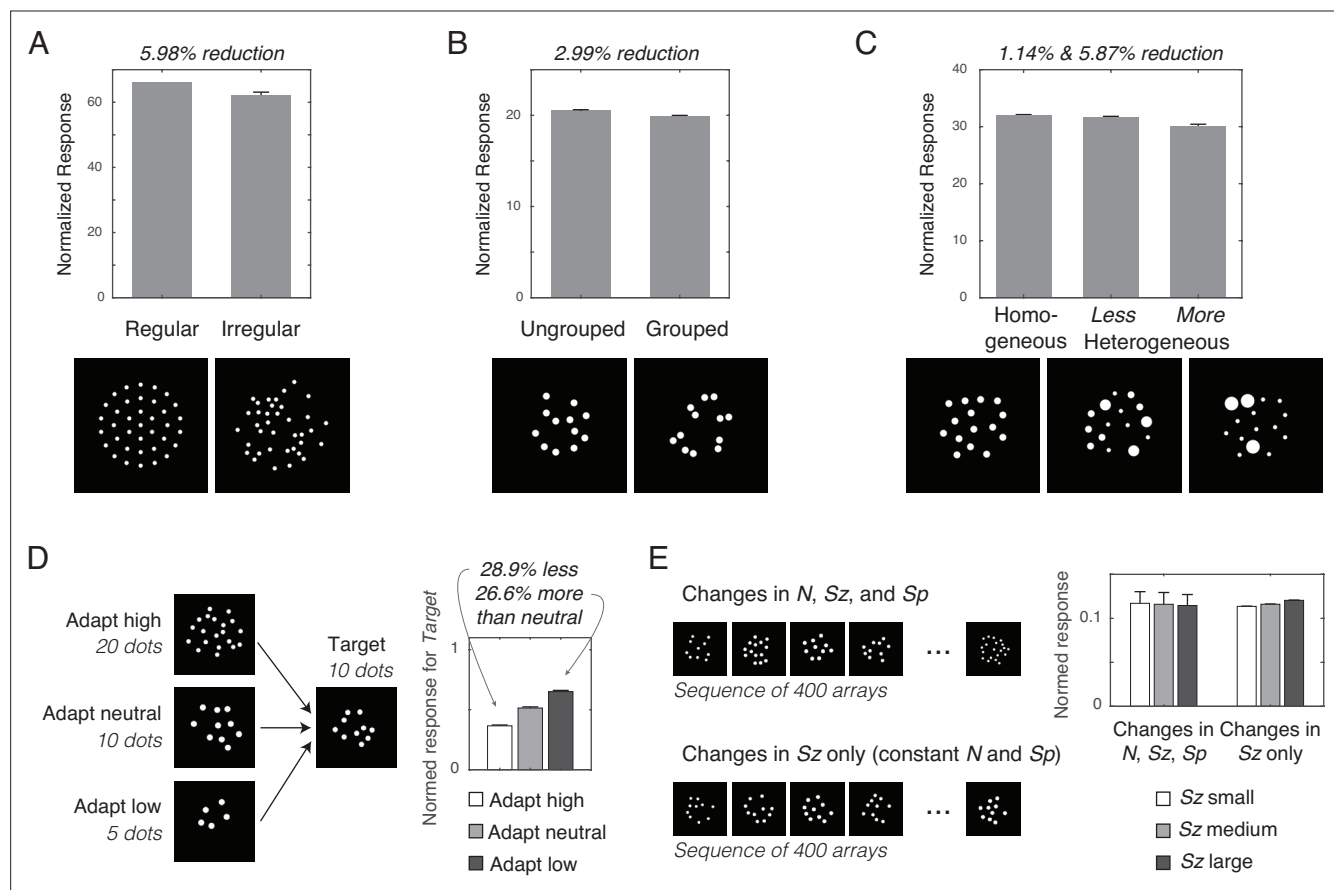 A
5.98% reduction
Normalized Response
60
40
20
0
Regular
Irregular
B
2.99% reduction
Normalized Response
20
10
0
Ungrouped
Grouped
C
1.14% & 5.87% reduction
Normalized Response
40
30
20
10
0
Homo-
geneous
Less
More
Heterogeneous
D
Adapt high
20 dots
Adapt neutral
10 dots
Adapt low
5 dots
Target
10 dots
28.9% less
26.6% more
than neutral
Normed response for Target
1
0
Adapt high
Adapt neutral
Adapt low
E
Changes in N, Sz, and Sp
...
Sequence of 400 arrays
Changes in Sz only (constant N and Sp)
...
Sequence of 400 arrays
Normed response
0.1
0
Changes in
N, Sz, Sp
Changes in
Sz only
Sz small
Sz medium
Sz large